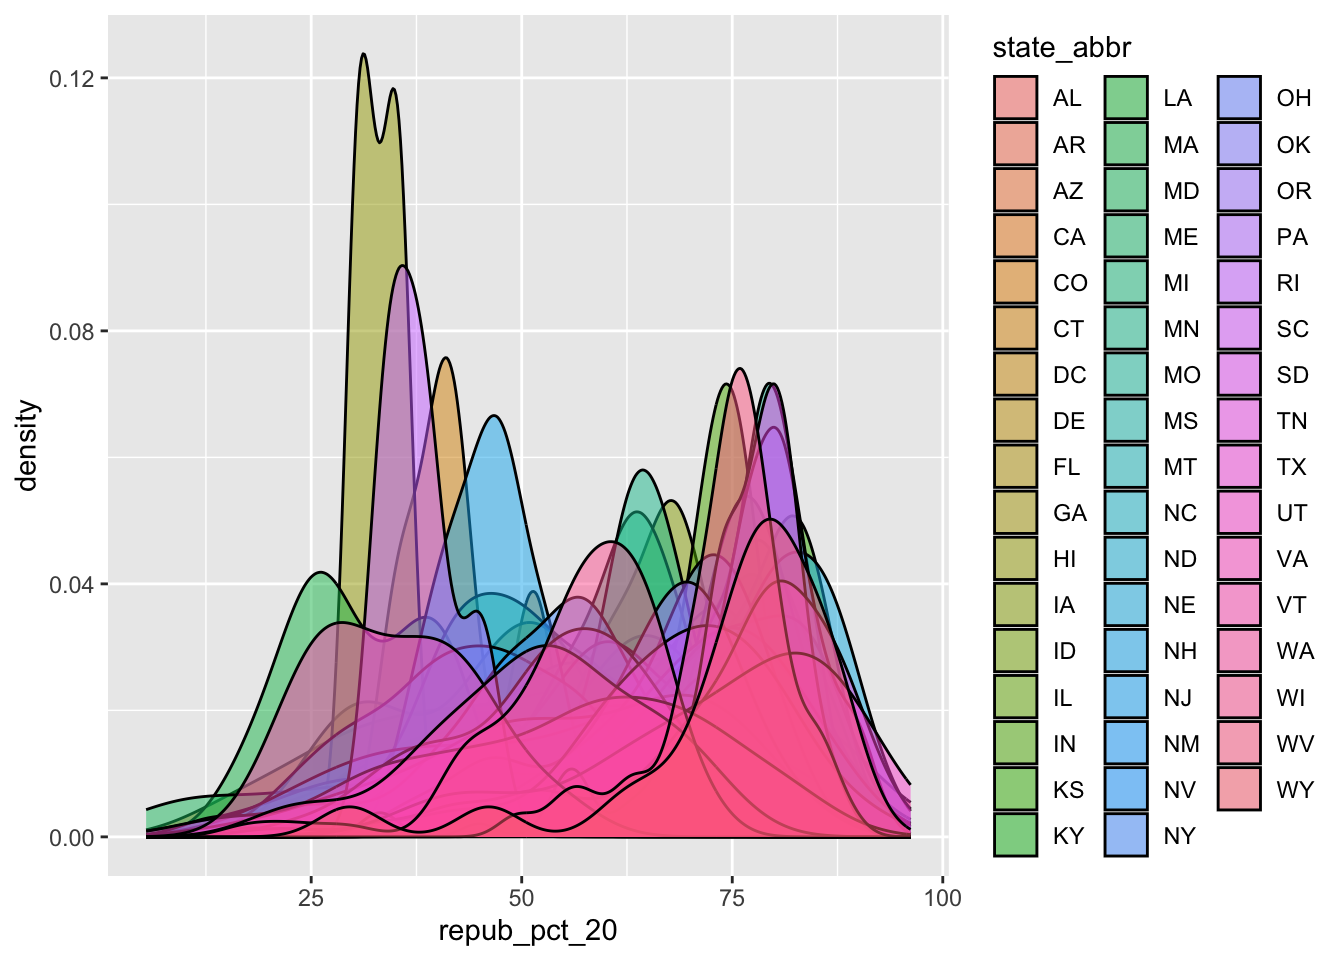 state_abbr
AL LA OH
AR MA OK
AZ MD OR
CA ME PA
CO MI RI
CT MN SC
DC MO SD
DE MS TN
FL MT TX
GA NC UT
HI ND VA
IA NE VT
ID NH WA
IL NJ WI
IN NM WV
KS NV WY
KY NY
0.12
0.08
0.04
0.00
density
25 50 75 100
repub_pct_20